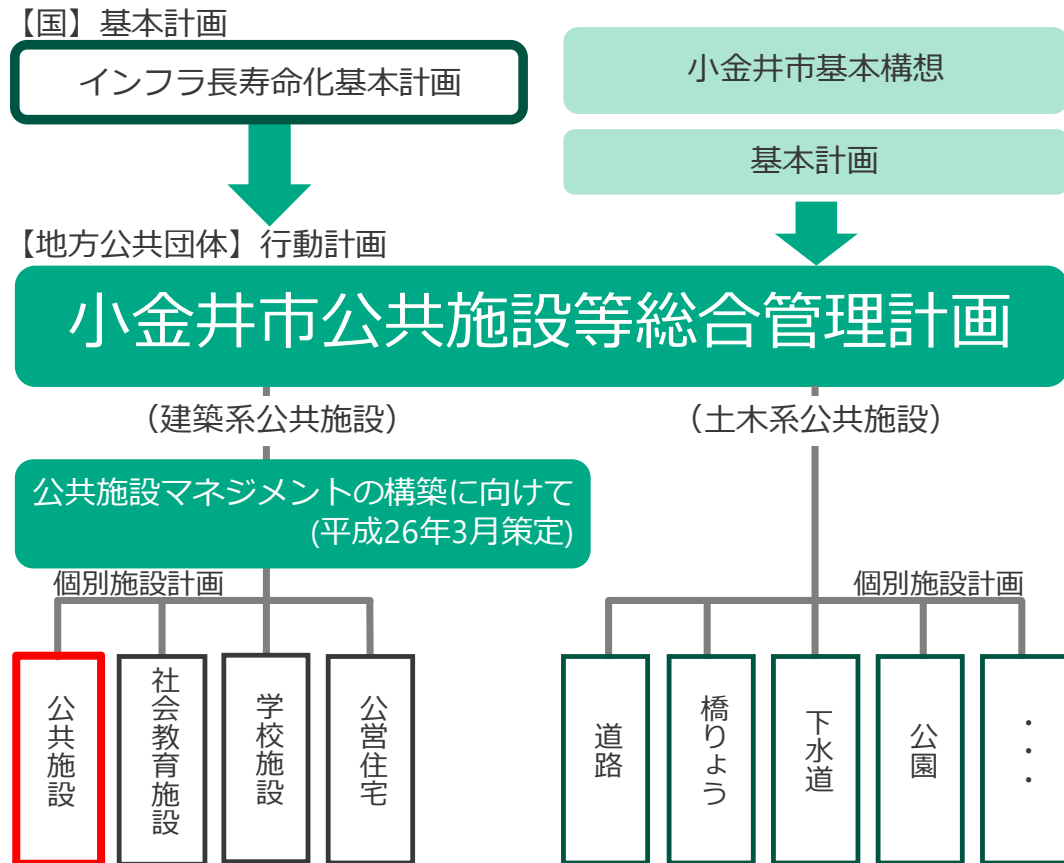 【国】基本計画
インフラ長寿命化基本計画
小金井市基本構想
基本計画
【地方公共団体】行動計画
小金井市公共施設等総合管理計画
（建築系公共施設）
（土木系公共施設）
公共施設マネジメントの構築に向けて
(平成26年3月策定)
個別施設計画
個別施設計画
公共施設
社会教育施設
学校施設
公営住宅
道路
橋りょう
下水道
公園
・・・